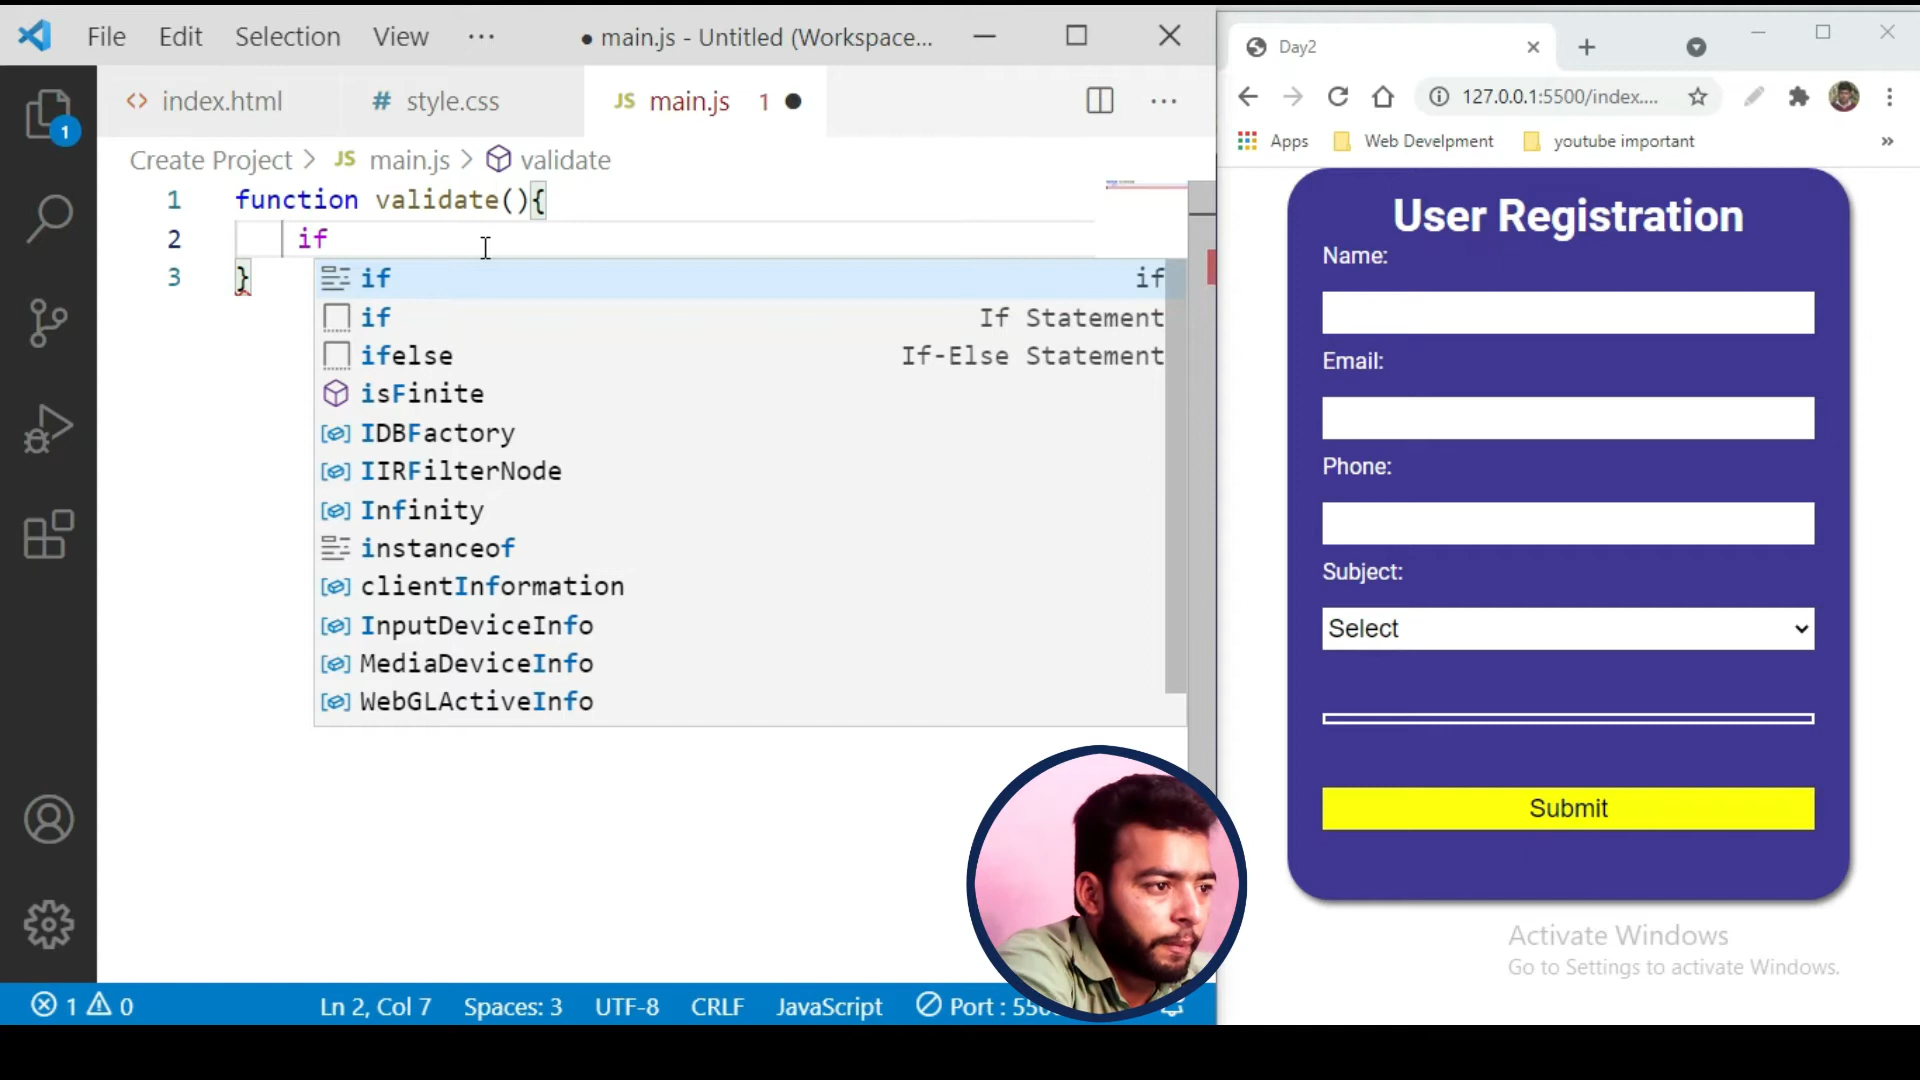 File Edit Selection View ··· ● main.js - Untitled (Workspace...
<> index.html # style.css JS main.js 1 ●
Create Project > JS main.js > validate
1 function validate(){
2 if
3 }
if if
if If Statement
ifelse If-Else Statement
isFinite
IDBFactory
IIRFilterNode
Infinity
instanceof
clientInformation
InputDeviceInfo
MediaDeviceInfo
WebGLActiveInfo
1
1 0 Ln 2, Col 7 Spaces: 3 UTF-8 CRLF JavaScript Port : 550
Day2
127.0.0.1:5500/index....
Apps Web Develpment youtube important »
User Registration
Name:
Email:
Phone:
Subject:
Select
Submit
Activate Windows
Go to Settings to activate Windows.